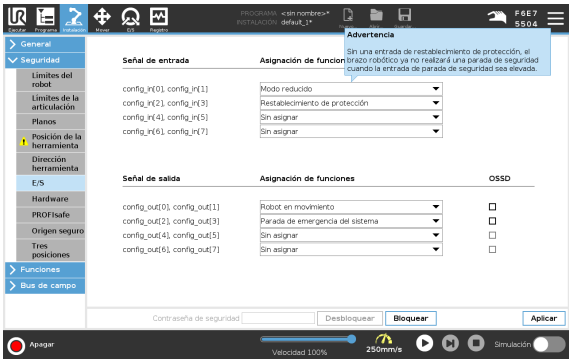 PROGRAMA <sin nombre>*
INSTALACIÓN default_1*
F6E7
5504
Ejecutar Programa Instalación Mover E/S Registro
Advertencia
Sin una entrada de restablecimiento de protección, el
brazo robótico ya no realizará una parada de seguridad
cuando la entrada de parada de seguridad sea elevada.
General
Seguridad
Límites del
robot
Límites de la
articulación
Planos
Posición de la
herramienta
Dirección
herramienta
E/S
Hardware
PROFIsafe
Origen seguro
Tres
posiciones
Funciones
Bus de campo
Señal de entrada Asignación de funcion
config_in[0], config_in[1] Modo reducido
config_in[2], config_in[3] Restablecimiento de protección
config_in[4], config_in[5] Sin asignar
config_in[6], config_in[7] Sin asignar
Señal de salida Asignación de funciones OSSD
config_out[0], config_out[1] Robot en movimiento
config_out[2], config_out[3] Parada de emergencia del sistema
config_out[4], config_out[5] Sin asignar
config_out[6], config_out[7] Sin asignar
Contraseña de seguridad Desbloquear Bloquear Aplicar
Apagar Velocidad 100% 250mm/s Simulación